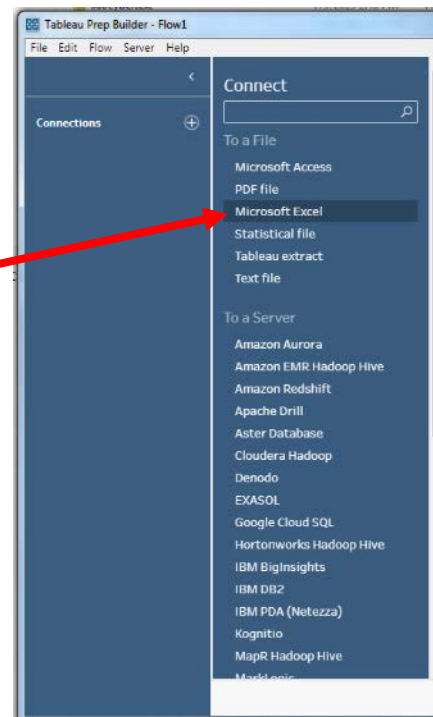 Tableau Prep Builder - Flow1
File Edit Flow Server Help
Connections
Connect
To a File
Microsoft Access
PDF file
Microsoft Excel
Statistical file
Tableau extract
Text file
To a Server
Amazon Aurora
Amazon EMR Hadoop Hive
Amazon Redshift
Apache Drill
Aster Database
Cloudera Hadoop
Denodo
EXASOL
Google Cloud SQL
Hortonworks Hadoop Hive
IBM BigInsights
IBM DB2
IBM PDA (Netezza)
Kognitio
MapR Hadoop Hive
MarkLogic